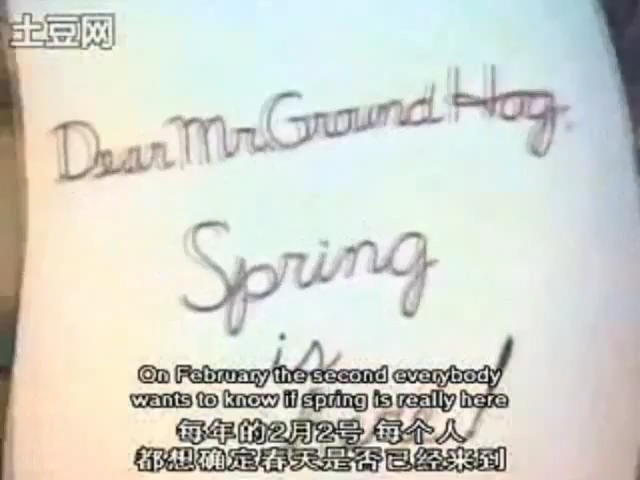 土豆网
Dear Mr. Ground Hog.
Spring
is
On February the second everybody
wants to know if spring is really here
每年的2月2号 每个人
都想确定春天是否已经来到